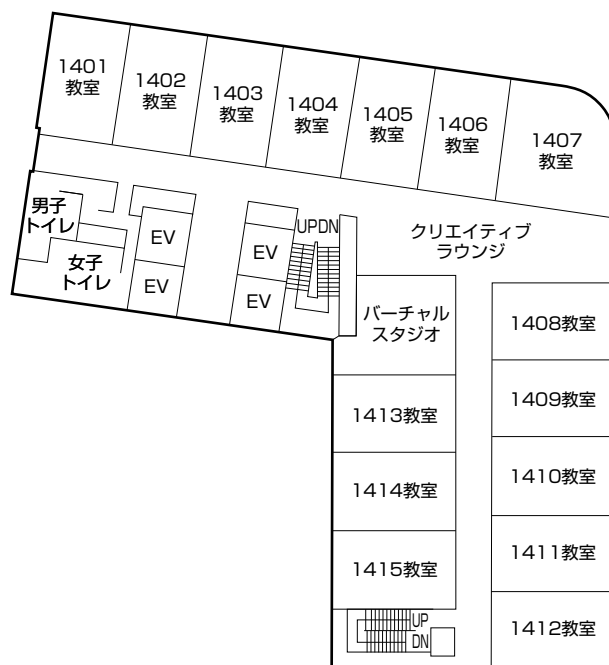 1401
教室
1402
教室
1403
教室
1404
教室
1405
教室
1406
教室
1407
教室
男子
トイレ
女子
トイレ
EV
EV
EV
EV
UPDN
クリエイティブ
ラウンジ
バーチャル
スタジオ
1408教室
1409教室
1410教室
1411教室
1412教室
1413教室
1414教室
1415教室
UP
DN